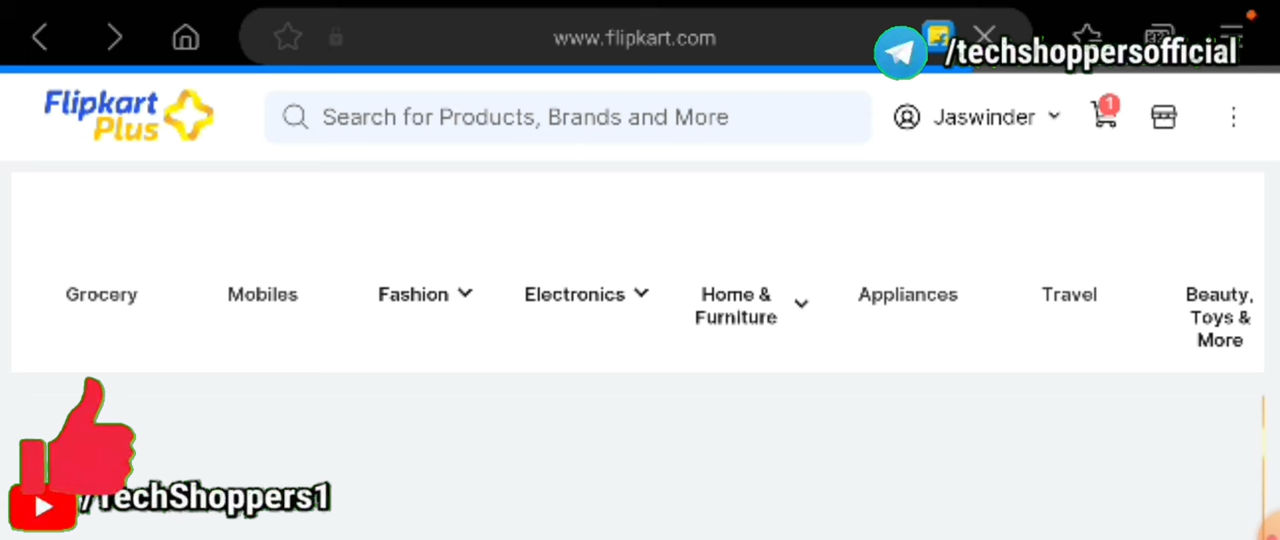 www.flipkart.com
/techshoppersofficial
Flipkart
Plus
Search for Products, Brands and More
Jaswinder
1
Grocery
Mobiles
Fashion
Electronics
Home &
Furniture
Appliances
Travel
Beauty,
Toys &
More
/TechShoppers1